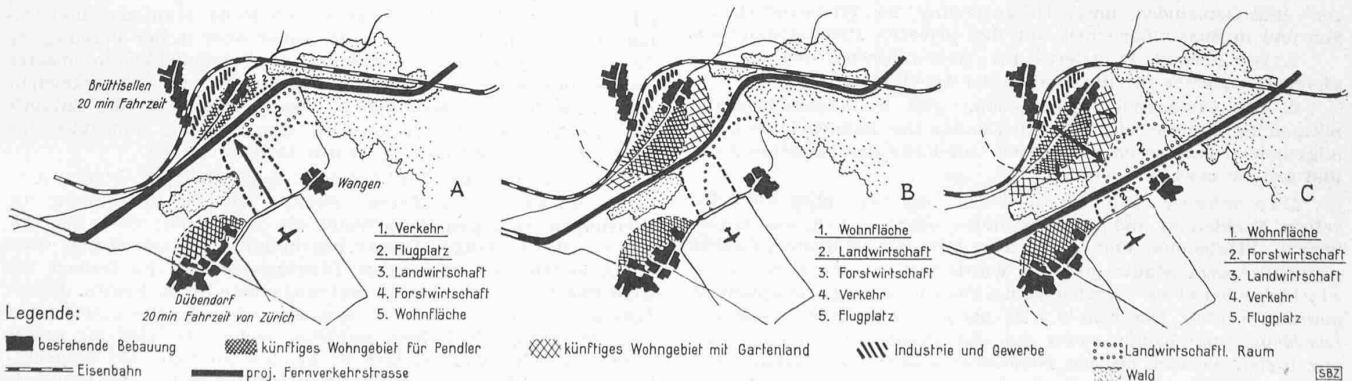 A
Brüttisellen
20 min Fahrzeit
Wangen
1. Verkehr
2. Flugplatz
3. Landwirtschaft
4. Forstwirtschaft
5. Wohnfläche
Dübendorf
20 min Fahrzeit von Zürich
B
1. Wohnfläche
2. Landwirtschaft
3. Forstwirtschaft
4. Verkehr
5. Flugplatz
C
1. Wohnfläche
2. Forstwirtschaft
3. Landwirtschaft
4. Verkehr
5. Flugplatz
Legende:
bestehende Bebauung
künftiges Wohngebiet für Pendler
künftiges Wohngebiet mit Gartenland
Industrie und Gewerbe
Landwirtschaftl. Raum
Eisenbahn
proj. Fernverkehrstrasse
Wald
SBZ